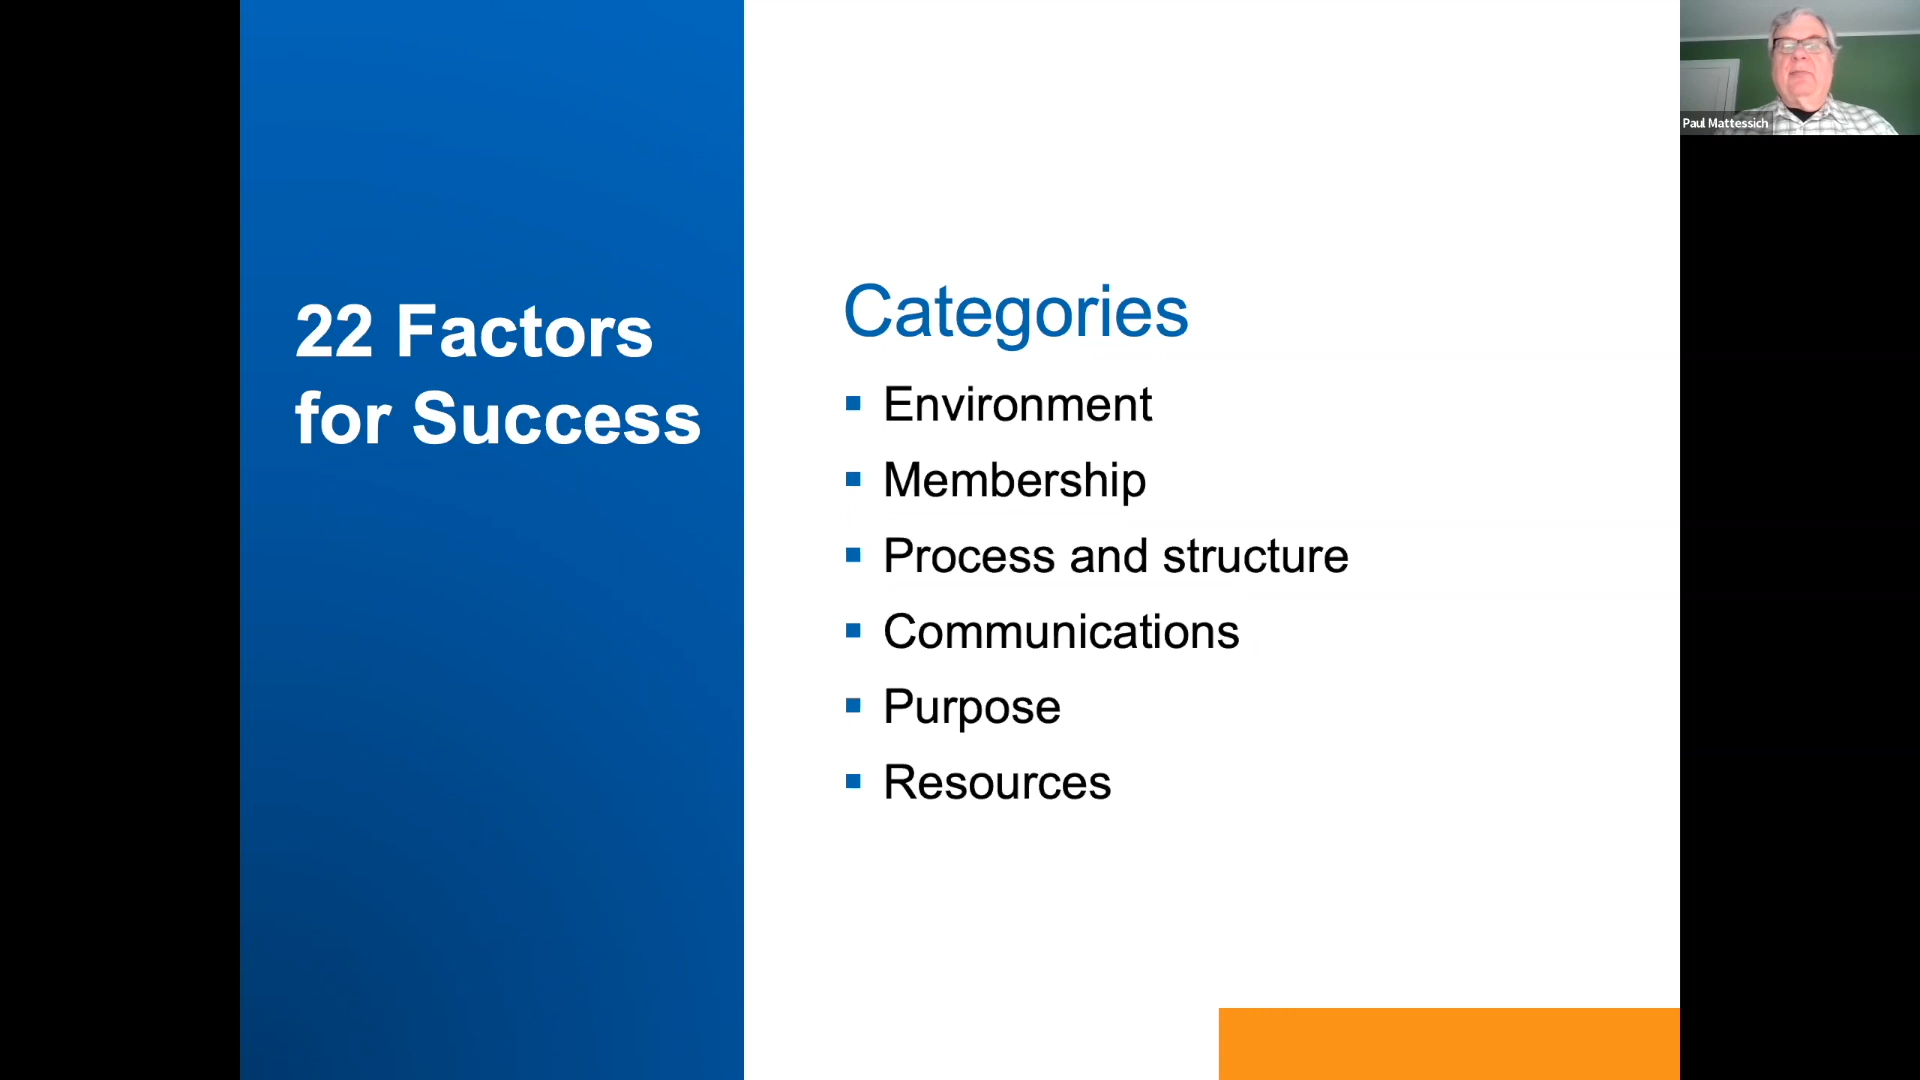 22 Factors
for Success
Categories
Environment
Membership
Process and structure
Communications
Purpose
Resources
Paul Mattessich